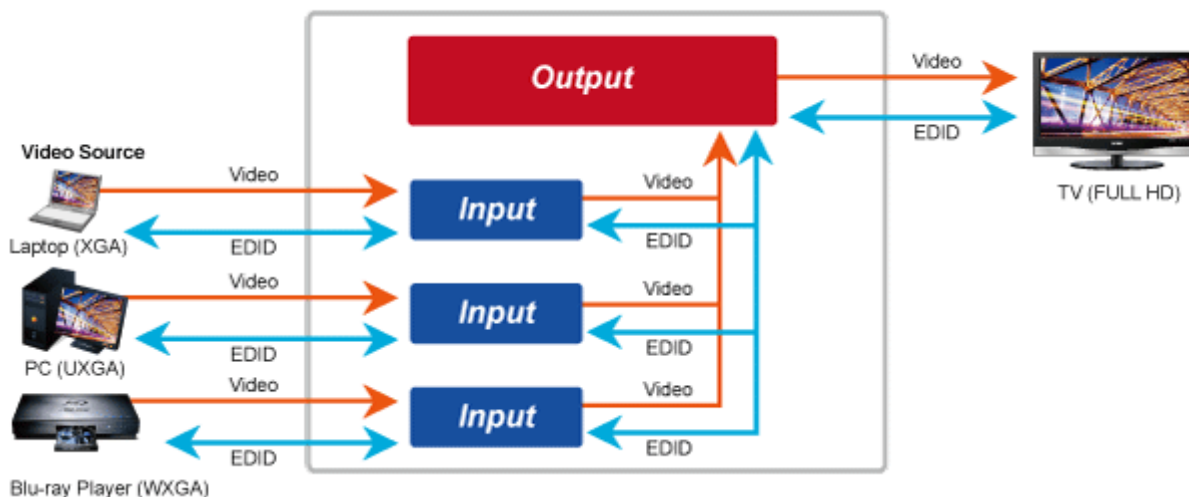 Output
Video
EDID
TV (FULL HD)
Video Source
Video
EDID
Laptop (XGA)
Input
Video
EDID
Video
EDID
PC (UXGA)
Input
Video
EDID
Video
EDID
Blu-ray Player (WXGA)
Input
Video
EDID